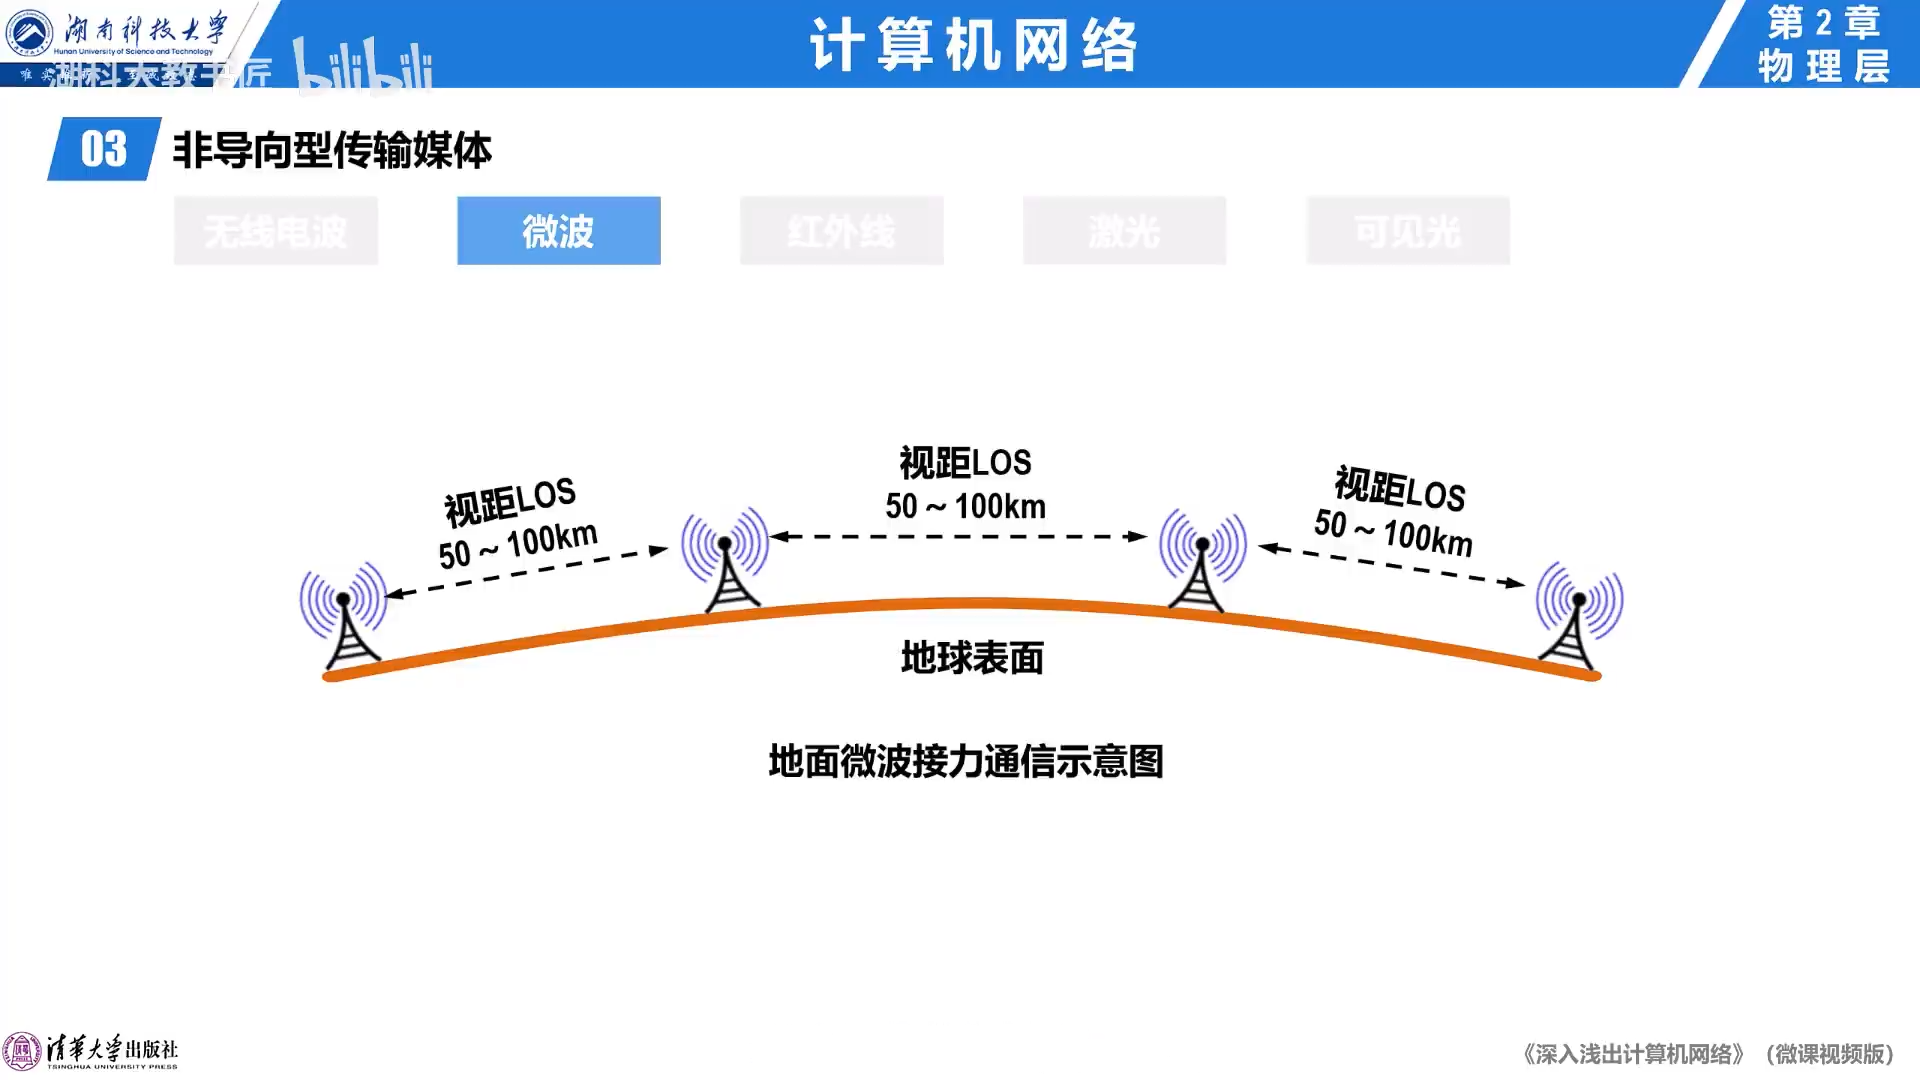 湖南科技大学
Hunan University of Science and Technology
湖科大教书匠
bilibili
计算机网络
第2章
物理层
03
非导向型传输媒体
无线电波
微波
红外线
激光
可见光
视距LOS
50～100km
视距LOS
50～100km
视距LOS
50～100km
地球表面
地面微波接力通信示意图
清华大学出版社
TSINGHUA UNIVERSITY PRESS
《深入浅出计算机网络》（微课视频版）